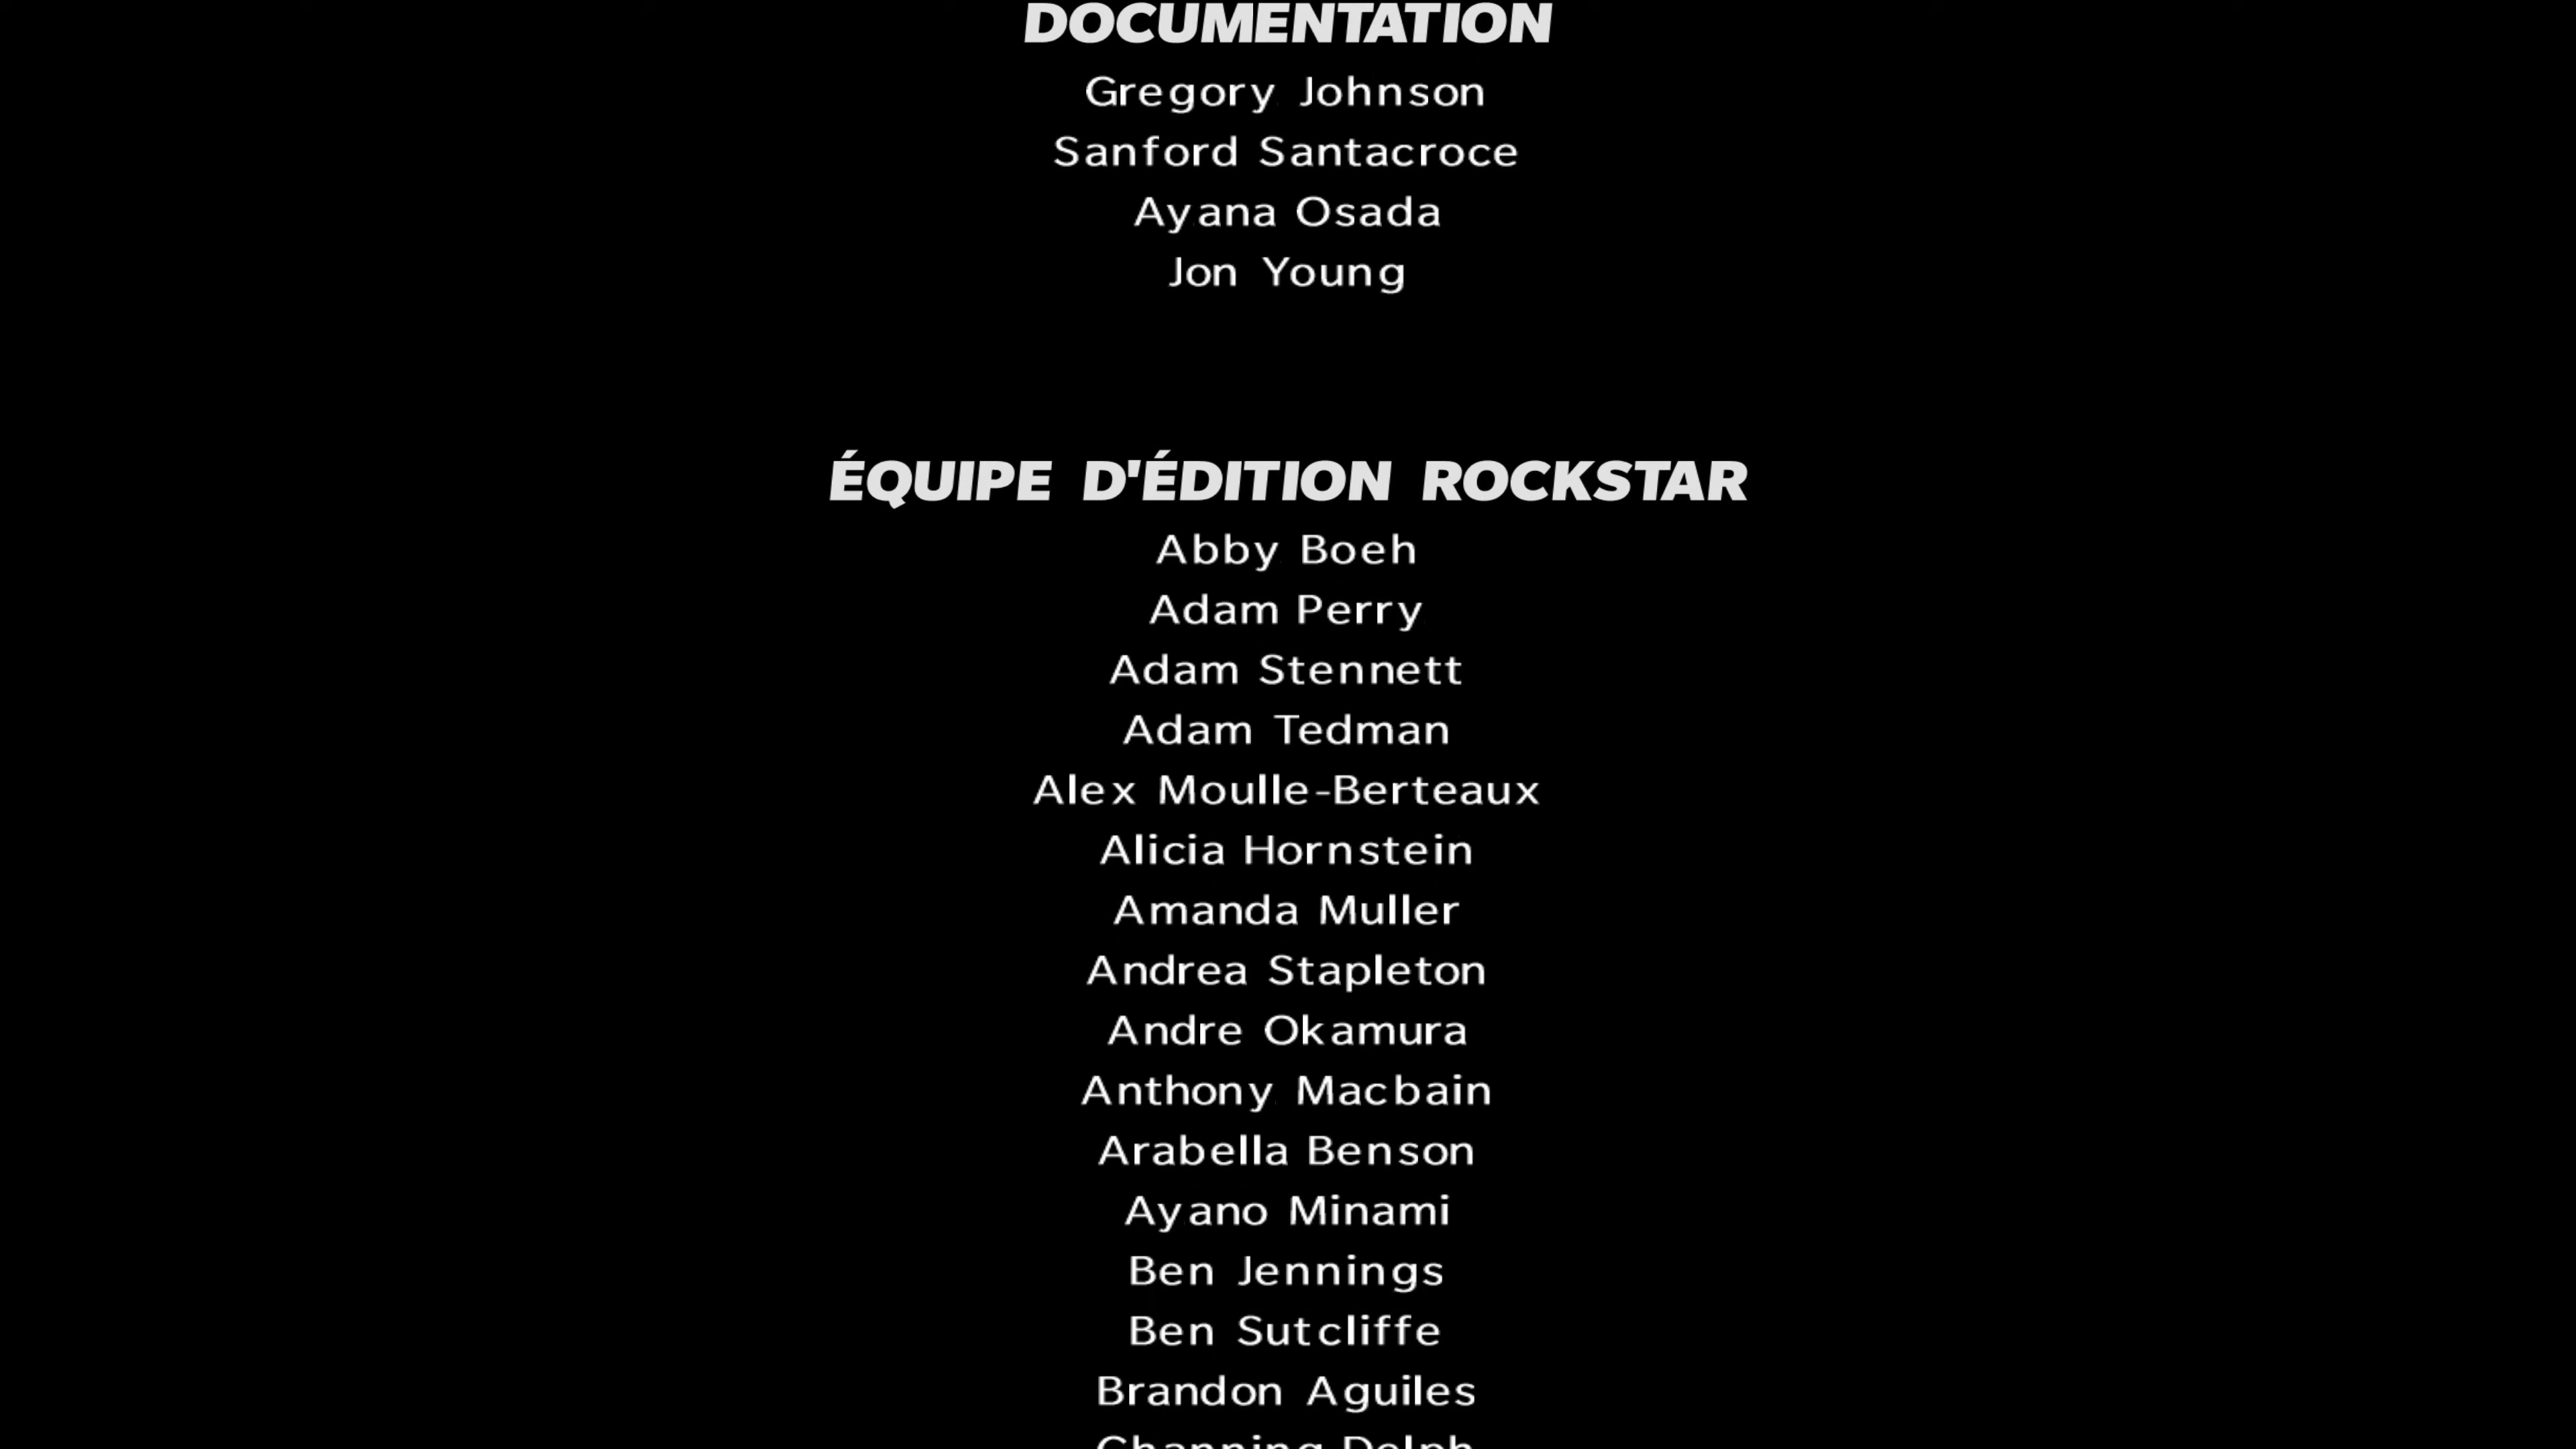 DOCUMENTATION
Gregory Johnson
Sanford Santacroce
Ayana Osada
Jon Young
ÉQUIPE D'ÉDITION ROCKSTAR
Abby Boeh
Adam Perry
Adam Stennett
Adam Tedman
Alex Moulle-Berteaux
Alicia Hornstein
Amanda Muller
Andrea Stapleton
Andre Okamura
Anthony Macbain
Arabella Benson
Ayano Minami
Ben Jennings
Ben Sutcliffe
Brandon Aguiles
Channing Delph